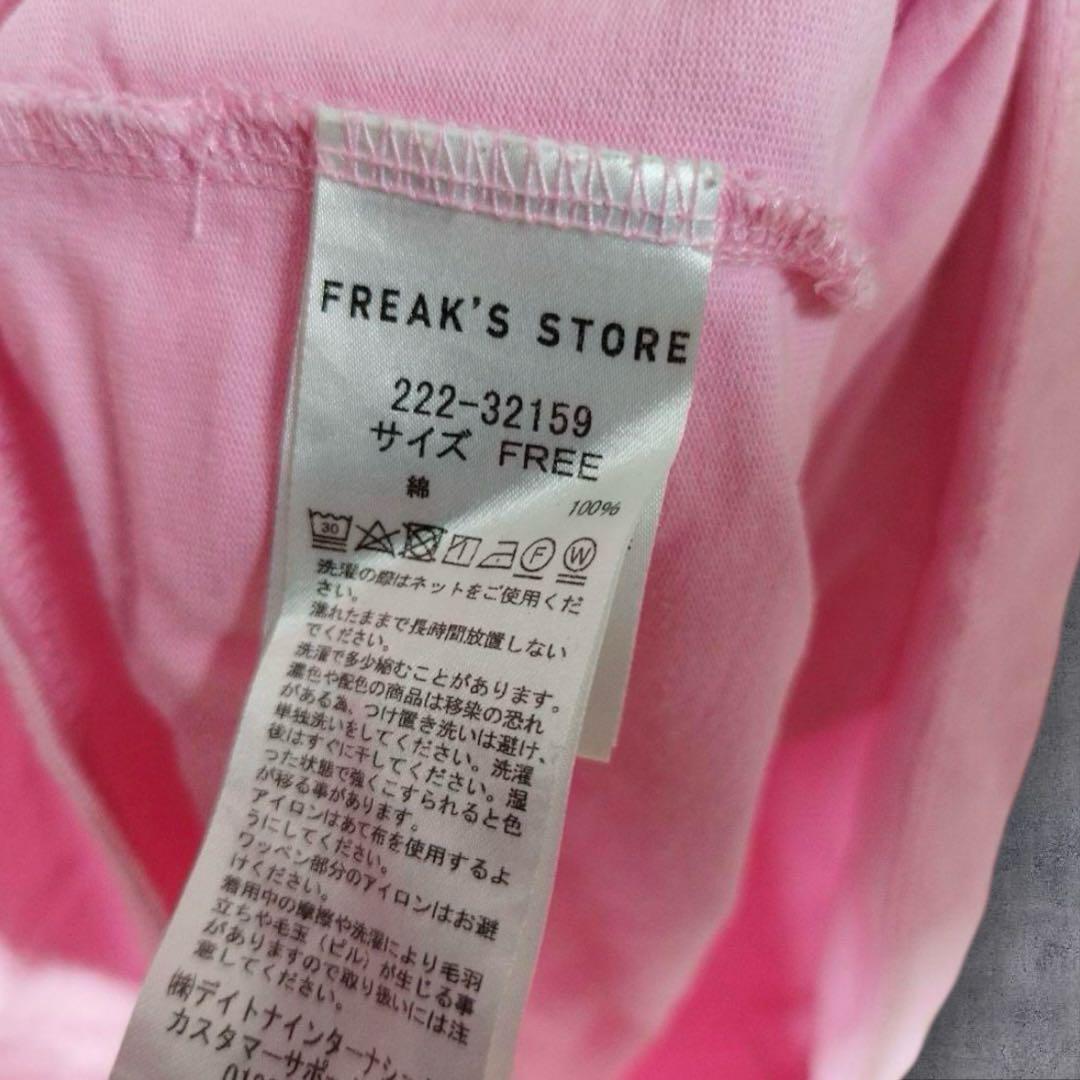 FREAK'S STORE
222-32159
サイズ FREE
綿 100%
30
F W
洗濯の際はネットをご使用くだ
さい。
濡れたままで長時間放置しない
でください。
洗濯で多少縮むことがあります。
濃色や配色の商品は移染の恐れ
がある為、つけ置き洗いは避け、
単独洗いをしてください。洗濯
後はすぐに干してください。湿
った状態で強くこすられると色
が移る事があります。
アイロンはあて布を使用するよ
うにしてください。
ワッペン部分のアイロンはお避
けください。
着用中の摩擦や洗濯により毛羽
立ちや毛玉（ピル）が生じる事
がありますので取り扱いには注
意してください。
㈱デイトナインターナシ
カスタマーサポー